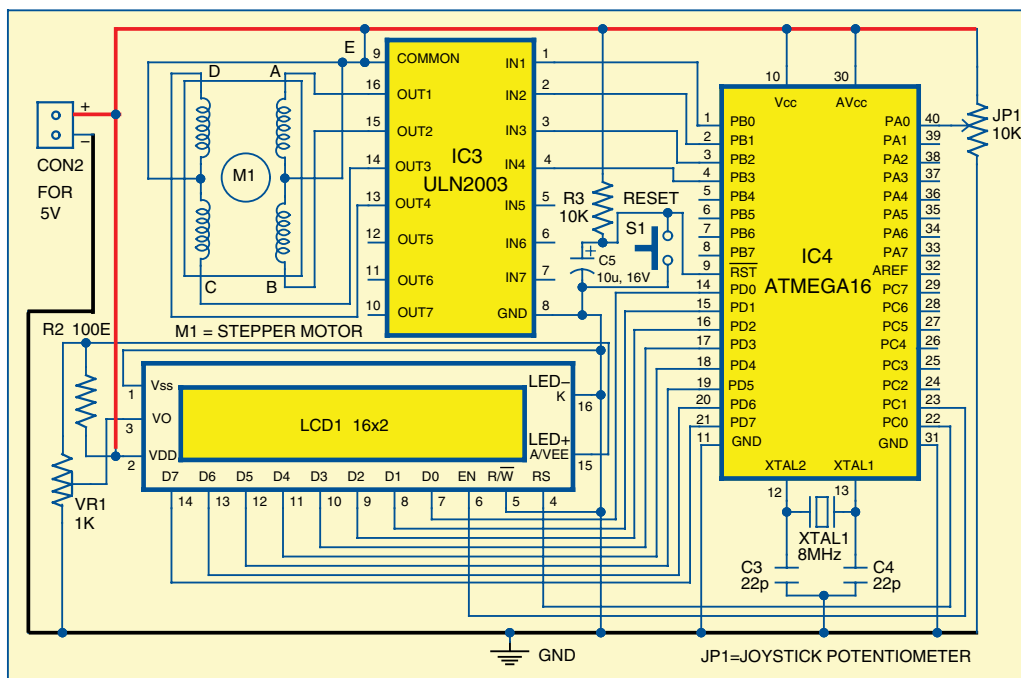 E
D
A
+
−
CON2
FOR
5V
M1
C
B
M1 = STEPPER MOTOR
9
16
15
14
13
12
11
10
COMMON
OUT1
OUT2
OUT3
OUT4
OUT5
OUT6
OUT7
IC3
ULN2003
IN1
IN2
IN3
IN4
IN5
IN6
IN7
GND
1
2
3
4
5
6
7
8
R3
10K
RESET
S1
+
C5
10u, 16V
10
30
Vcc
AVcc
1
2
3
4
5
6
7
8
9
14
15
16
17
18
19
20
21
11
PB0
PB1
PB2
PB3
PB4
PB5
PB6
PB7
RST
PD0
PD1
PD2
PD3
PD4
PD5
PD6
PD7
GND
IC4
ATMEGA16
PA0
PA1
PA2
PA3
PA4
PA5
PA6
PA7
AREF
PC7
PC6
PC5
PC4
PC3
PC2
PC1
PC0
GND
40
39
38
37
36
35
34
33
32
29
28
27
26
25
24
23
22
31
JP1
10K
XTAL2
XTAL1
12
13
XTAL1
8MHz
C3
22p
C4
22p
R2 100E
VR1
1K
Vss
1
VO
3
VDD
2
LCD1 16x2
LED−
K
16
LED+
A/VEE
15
D7
D6
D5
D4
D3
D2
D1
D0
EN
R/W
RS
14
13
12
11
10
9
8
7
6
5
4
GND
JP1=JOYSTICK POTENTIOMETER